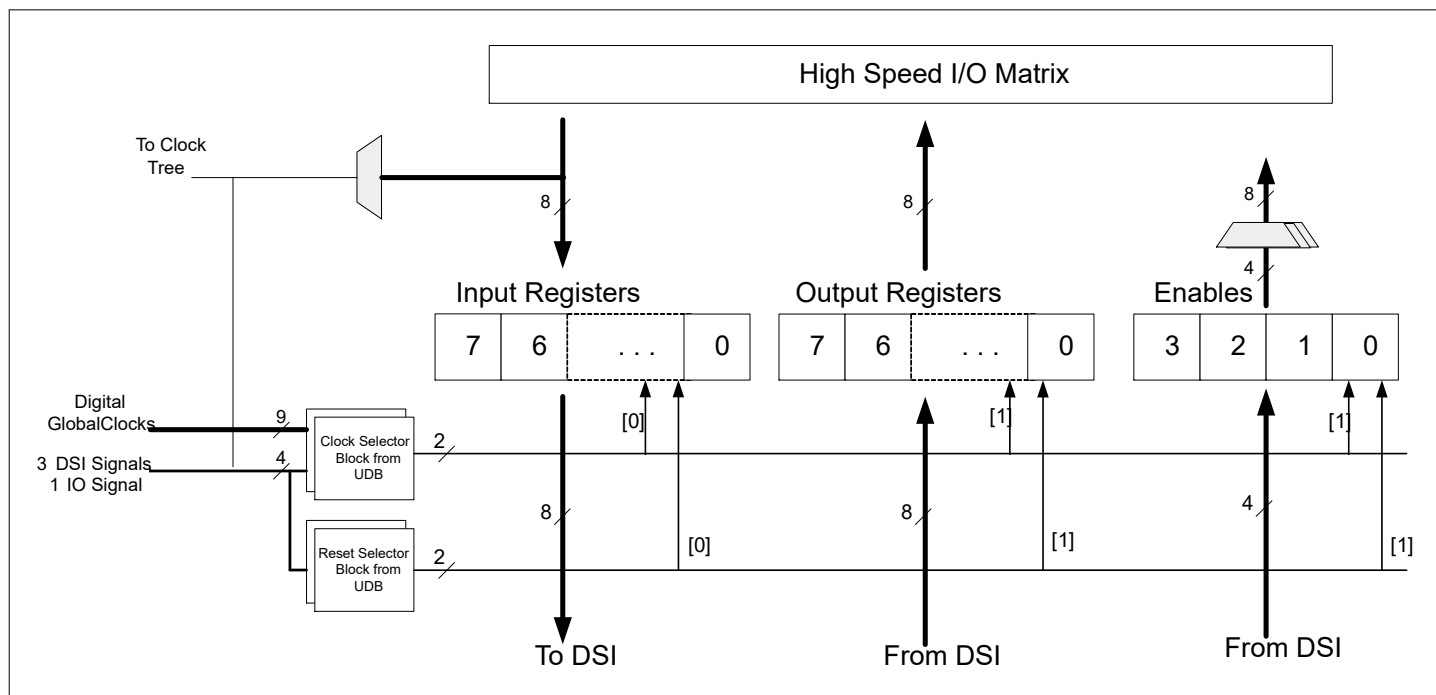 High Speed I/O Matrix
To Clock
Tree
8
8
8
4
Input Registers
Output Registers
Enables
7 6 . . . 0
7 6 . . . 0
3 2 1 0
[0]
[1]
[1]
Digital
GlobalClocks
9
3 DSI Signals
1 IO Signal
4
Clock Selector
Block from
UDB
2
8
8
4
Reset Selector
Block from
UDB
2
[0]
[1]
[1]
To DSI
From DSI
From DSI